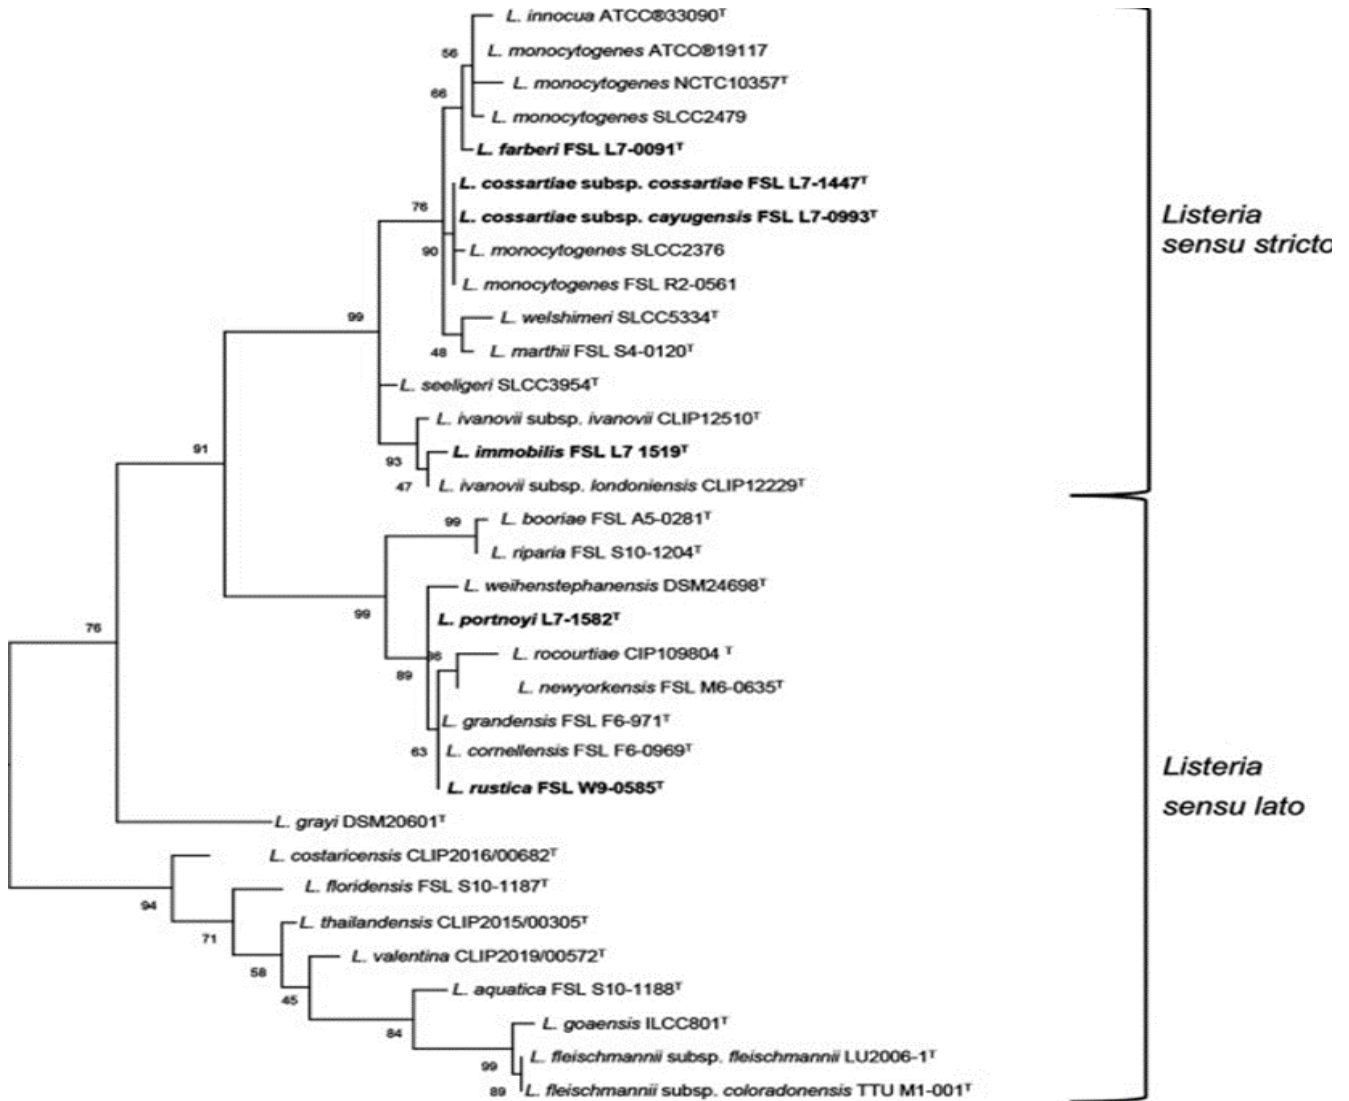 L. innocua ATCC®33090ᵀ
56
L. monocytogenes ATCC®19117
L. monocytogenes NCTC10357ᵀ
66
L. monocytogenes SLCC2479
L. farberi FSL L7-0091ᵀ
L. cossartiae subsp. cossartiae FSL L7-1447ᵀ
76
L. cossartiae subsp. cayugensis FSL L7-0993ᵀ
Listeria
sensu stricto
90
L. monocytogenes SLCC2376
L. monocytogenes FSL R2-0561
99
L. welshimeri SLCC5334ᵀ
48
L. marthii FSL S4-0120ᵀ
L. seeligeri SLCC3954ᵀ
L. ivanovii subsp. ivanovii CLIP12510ᵀ
91
L. immobilis FSL L7 1519ᵀ
93
47
L. ivanovii subsp. londoniensis CLIP12229ᵀ
99
L. booriae FSL A5-0281ᵀ
L. riparia FSL S10-1204ᵀ
L. weihenstephanensis DSM24698ᵀ
99
L. portnoyi L7-1582ᵀ
76
86
L. rocourtiae CIP109804 ᵀ
89
L. newyorkensis FSL M6-0635ᵀ
L. grandensis FSL F6-971ᵀ
63
L. cornellensis FSL F6-0969ᵀ
Listeria
sensu lato
L. rustica FSL W9-0585ᵀ
L. grayi DSM20601ᵀ
L. costaricensis CLIP2016/00682ᵀ
L. floridensis FSL S10-1187ᵀ
94
L. thailandensis CLIP2015/00305ᵀ
71
L. valentina CLIP2019/00572ᵀ
58
L. aquatica FSL S10-1188ᵀ
45
L. goaensis ILCC801ᵀ
84
L. fleischmannii subsp. fleischmannii LU2006-1ᵀ
99
89
L. fleischmannii subsp. coloradonensis TTU M1-001ᵀ